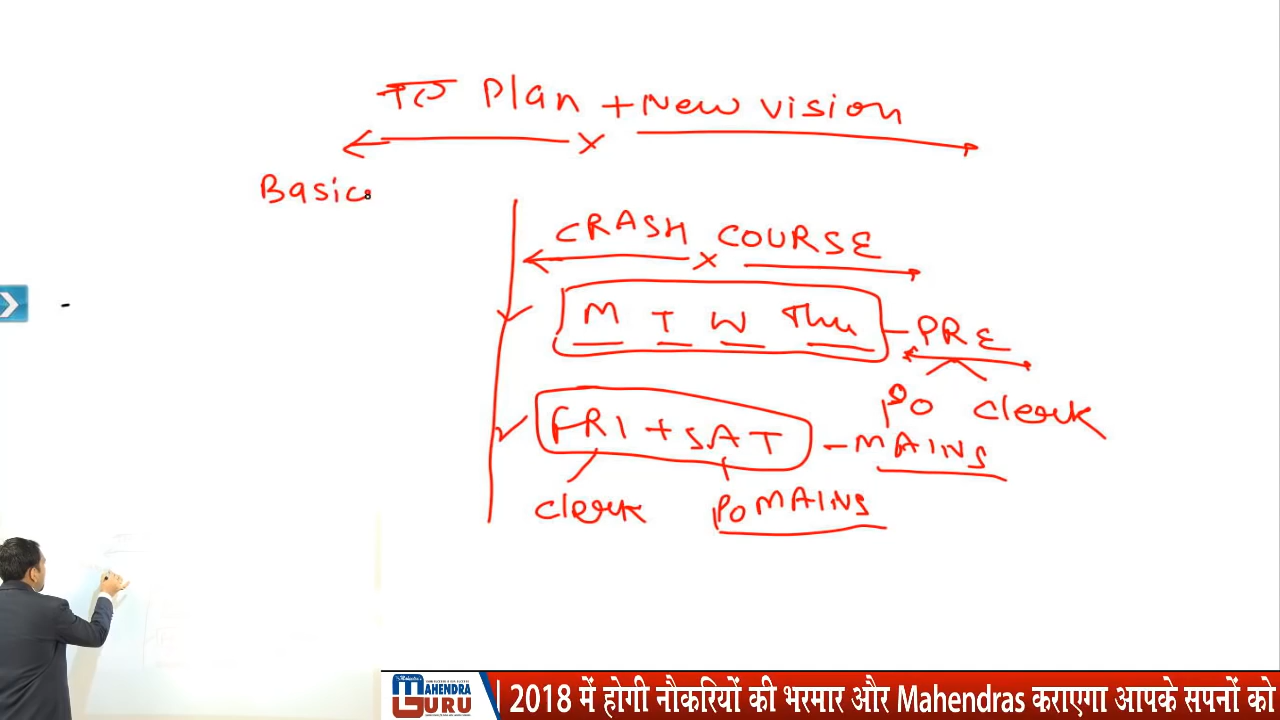 TO Plan + New vision
Basic
CRASH COURSE
M T W Thu - PRE
PO clerk
FRI + SAT - MAINS
clerk PO MAINS
MAHENDRA GURU | 2018 में होगी नौकरियों की भरमार और Mahendras कराएगा आपके सपनों को